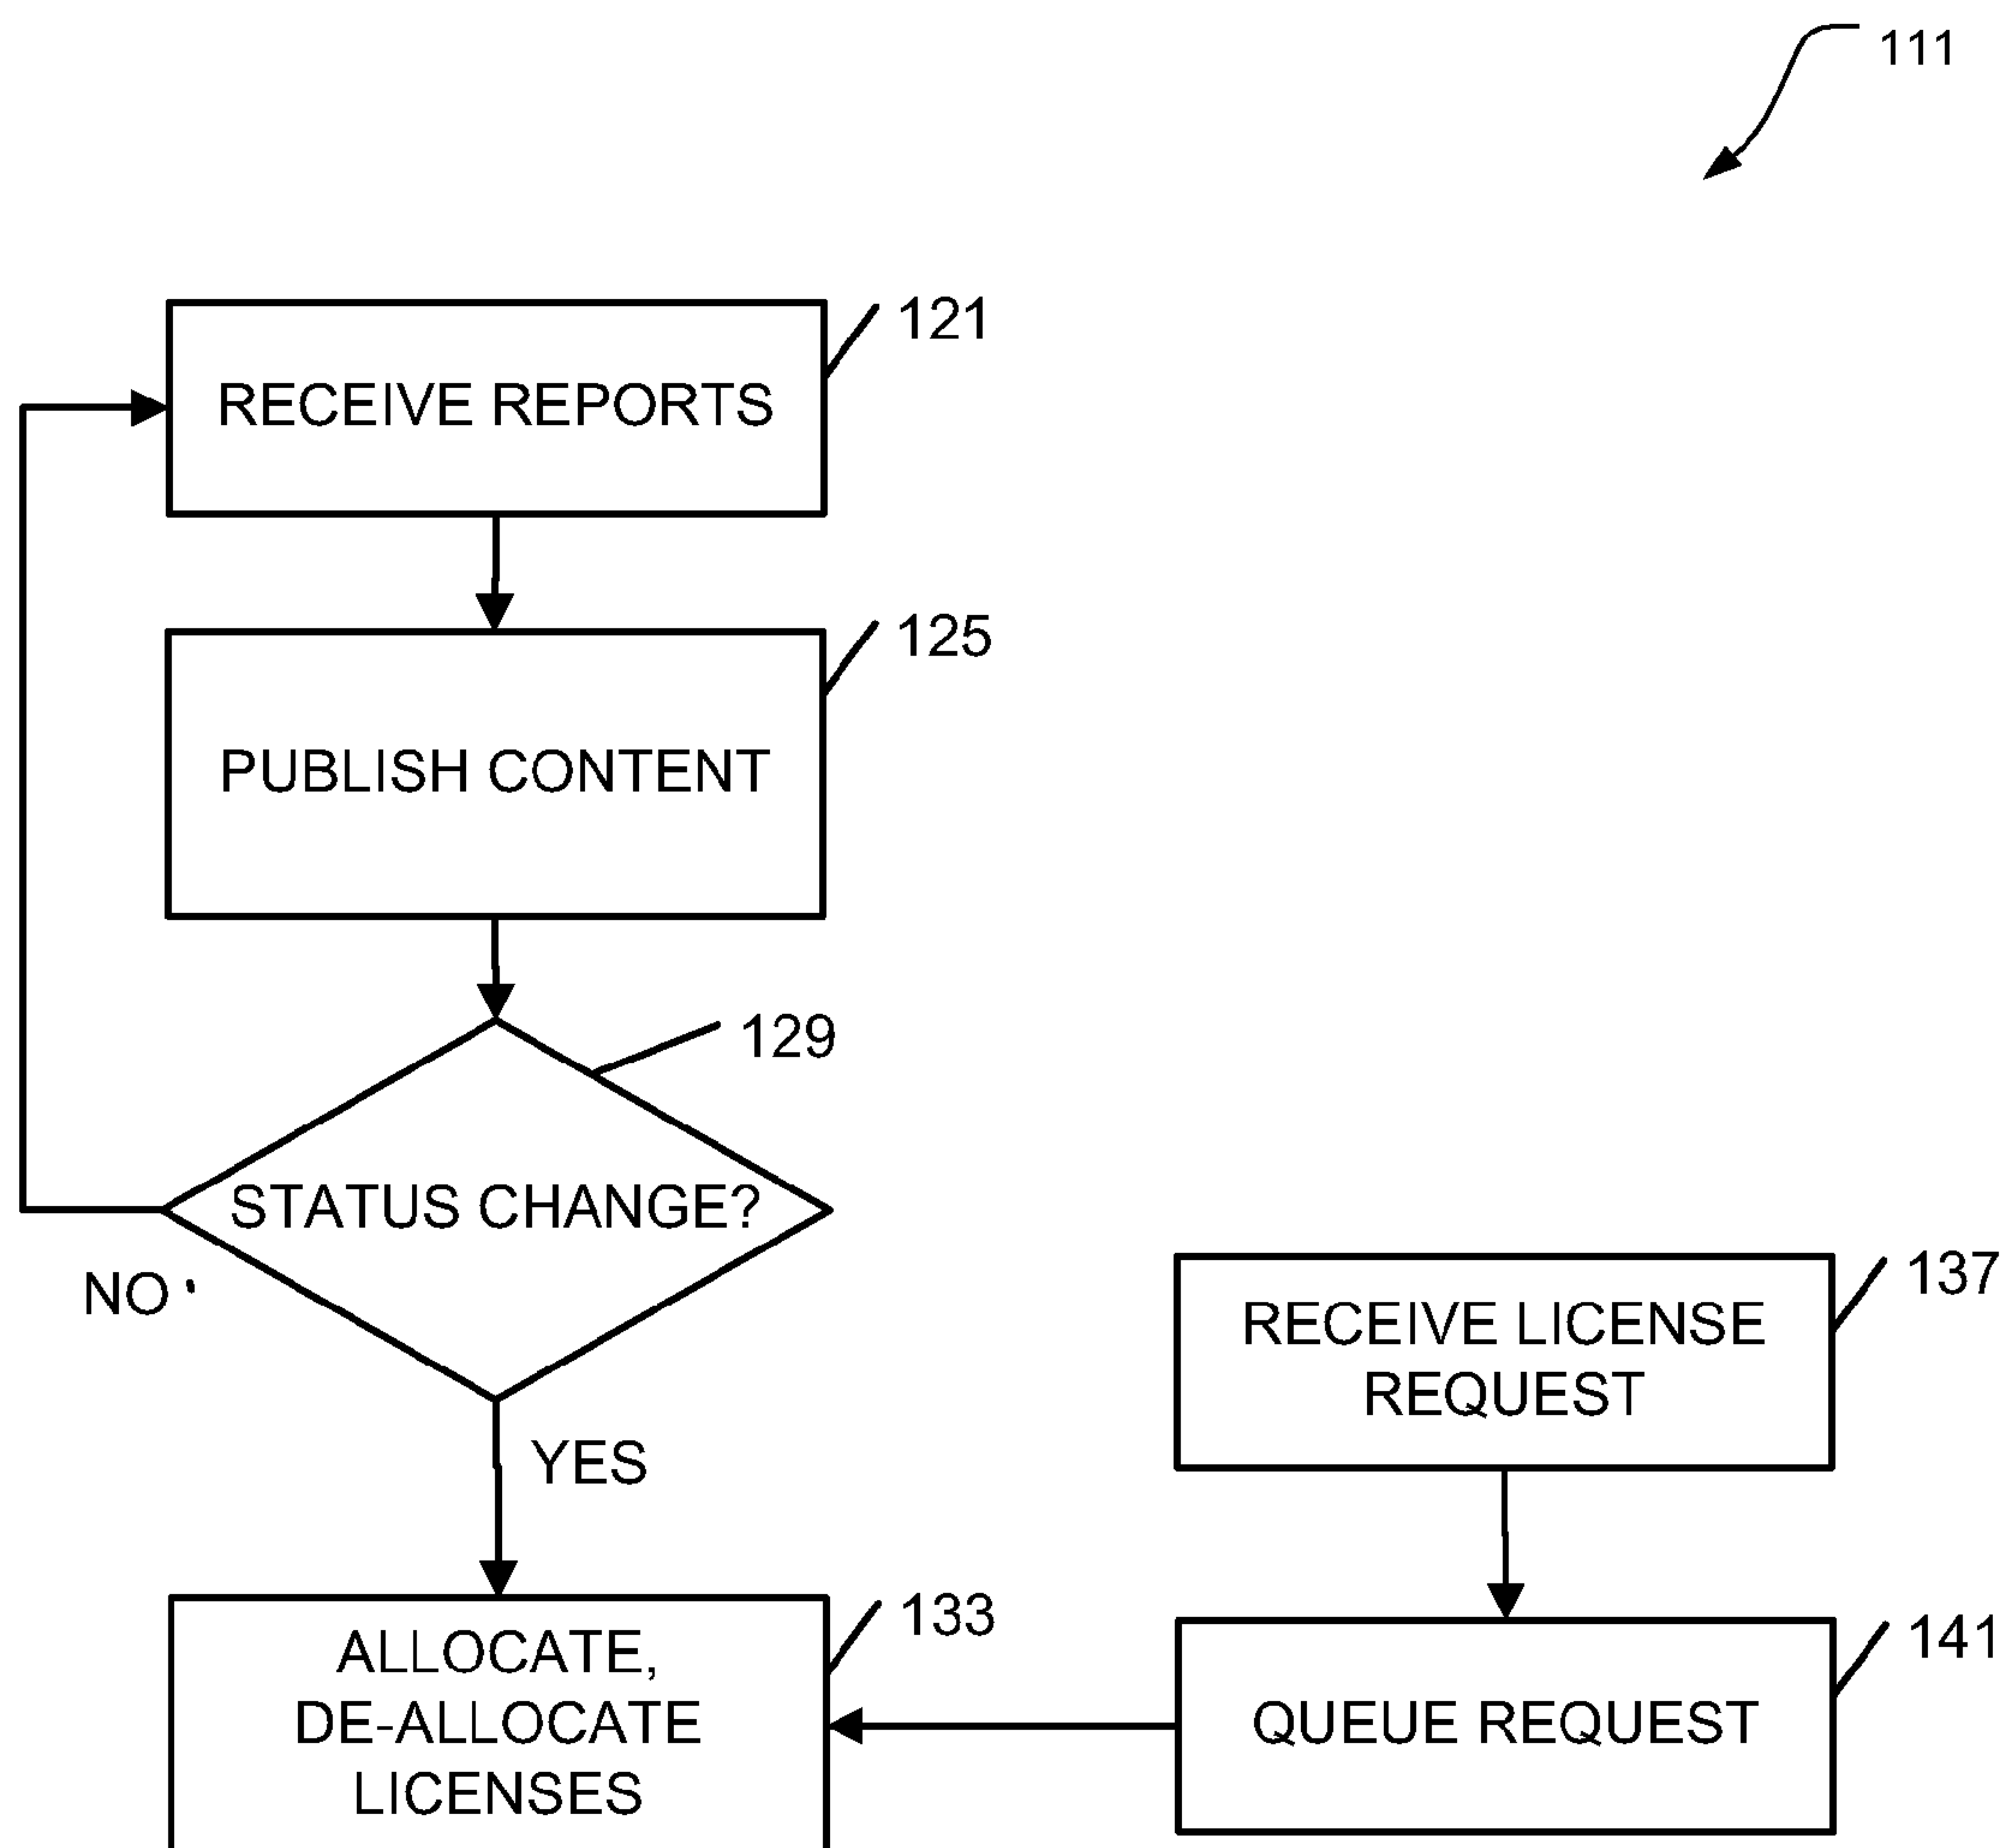 111
121
RECEIVE REPORTS
125
PUBLISH CONTENT
129
STATUS CHANGE?
NO
YES
133
ALLOCATE,
DE-ALLOCATE
LICENSES
137
RECEIVE LICENSE
REQUEST
141
QUEUE REQUEST